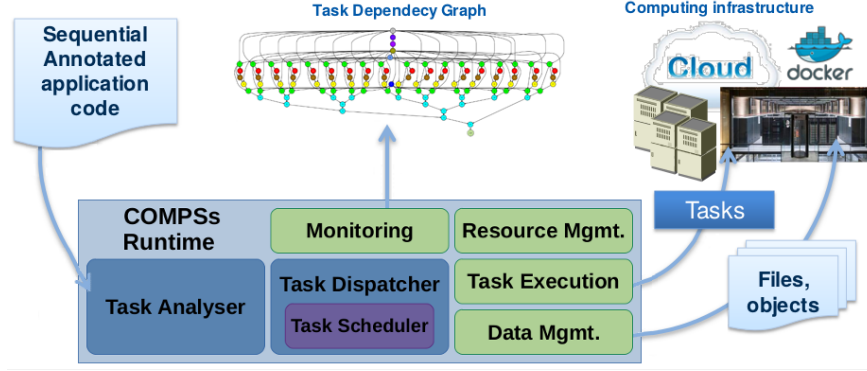 Task Dependecy Graph
Computing infrastructure
Sequential
Annotated
application
code
Cloud
docker
COMPSs
Runtime
Monitoring
Resource Mgmt.
Tasks
Task Analyser
Task Dispatcher
Task Scheduler
Task Execution
Data Mgmt.
Files,
objects